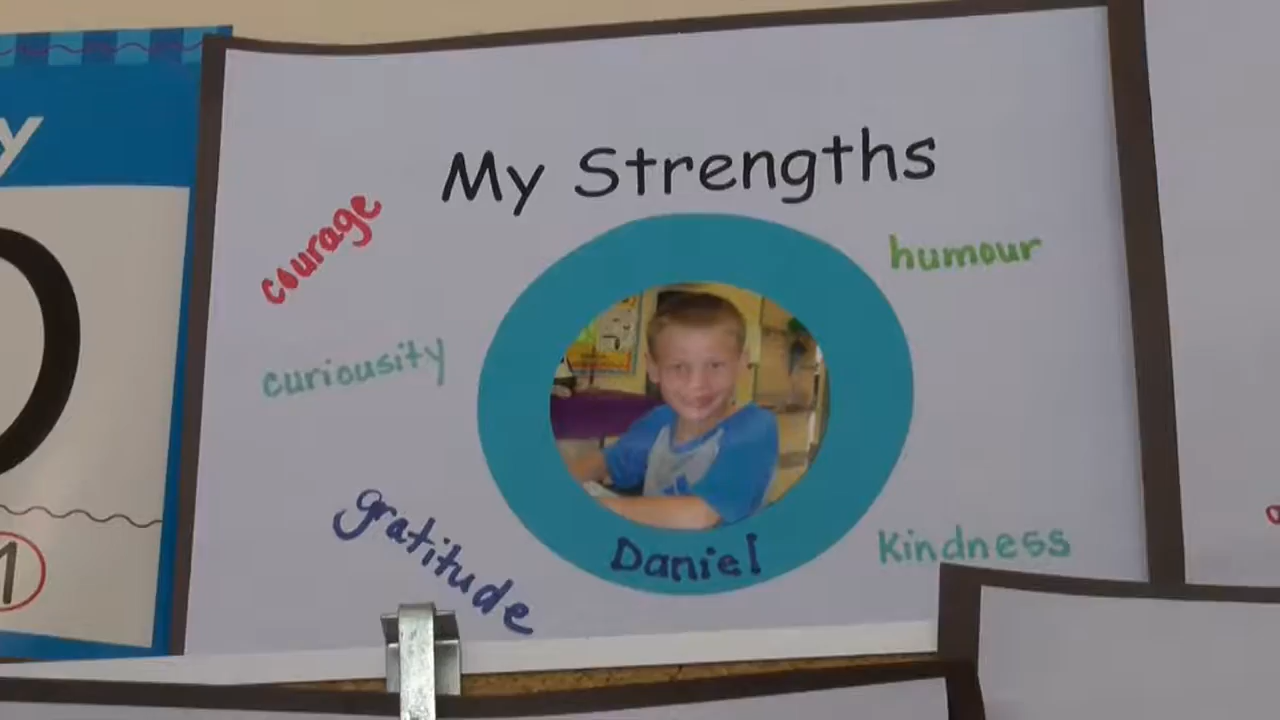 My Strengths
courage
humour
curiousity
gratitude
Daniel
Kindness